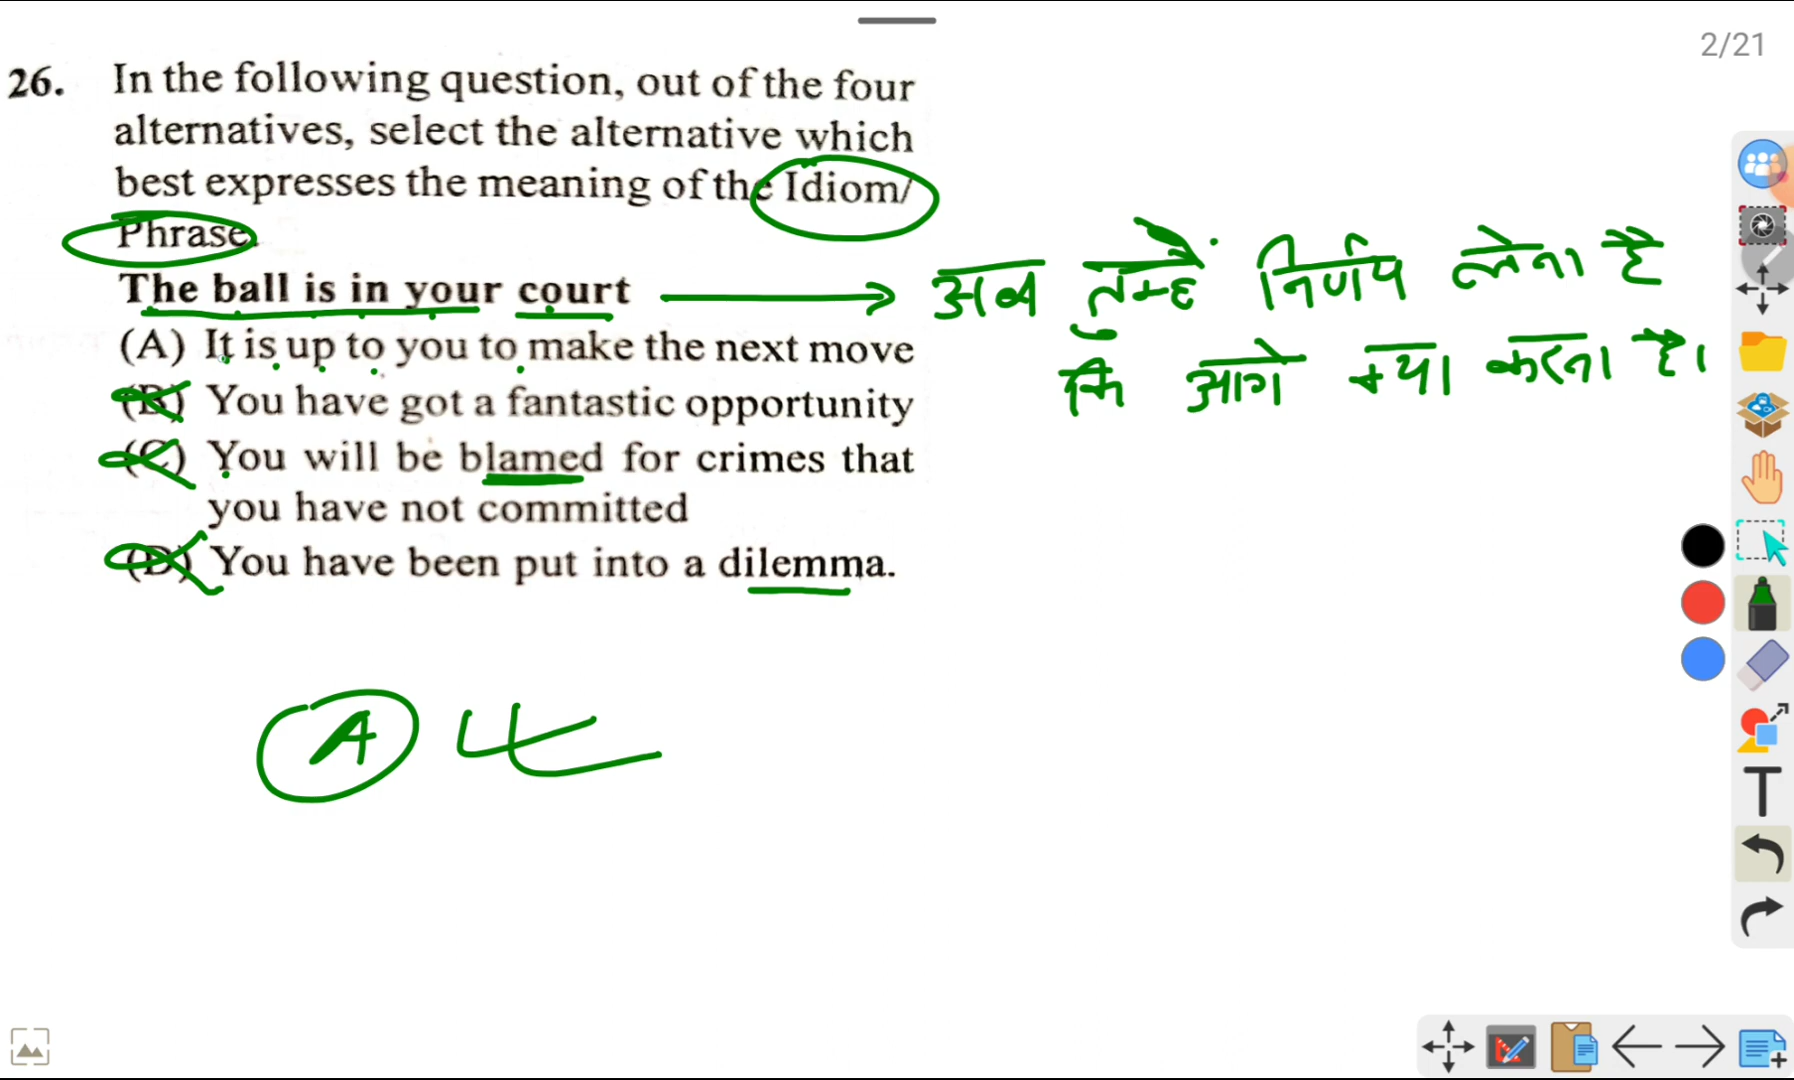 2/21
26. In the following question, out of the four
alternatives, select the alternative which
best expresses the meaning of the Idiom/
Phrase.
The ball is in your court
अब तुम्हें निर्णय लेना है
कि आगे क्या करना है।
(A) It is up to you to make the next move
(B) You have got a fantastic opportunity
(C) You will be blamed for crimes that
you have not committed
(D) You have been put into a dilemma.
A
T